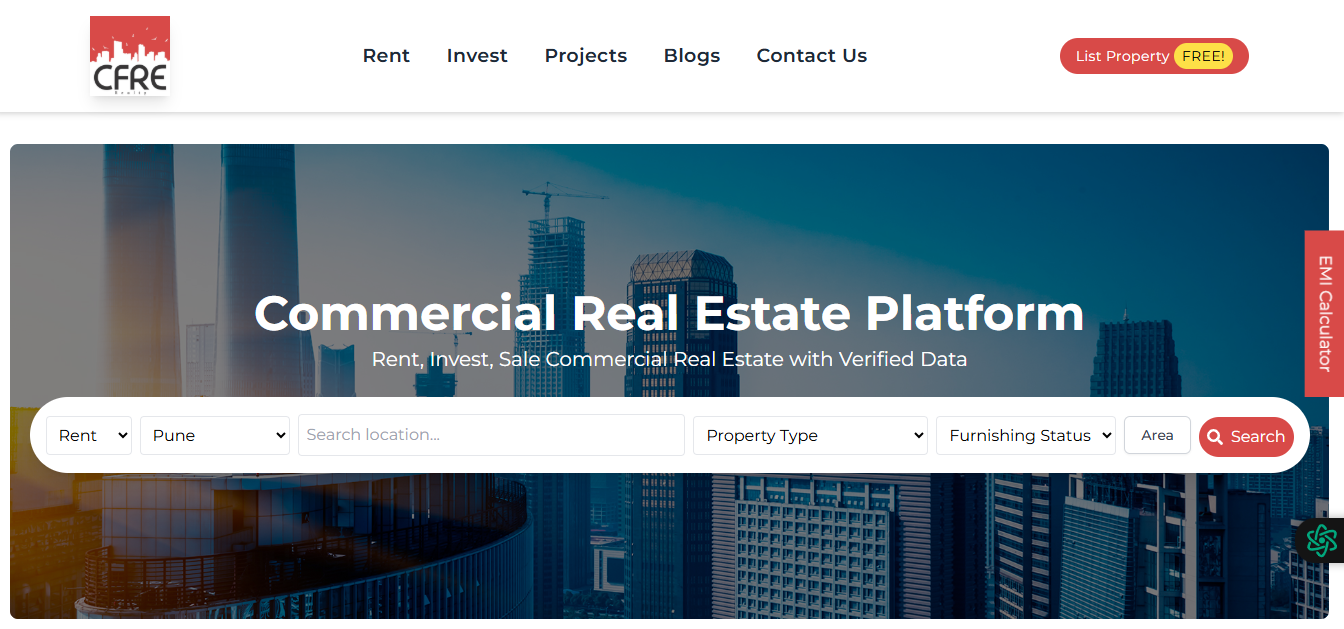 CFRE
Realty
Rent Invest Projects Blogs Contact Us
List Property FREE!
Commercial Real Estate Platform
Rent, Invest, Sale Commercial Real Estate with Verified Data
Rent Pune Search location... Property Type Furnishing Status Area Search
EMI Calculator